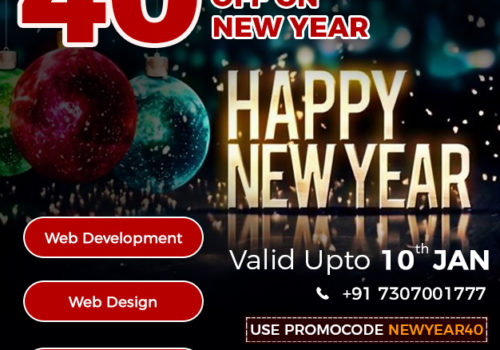 40
OFF ON
NEW YEAR
HAPPY
NEW YEAR
Web Development
Valid Upto 10th JAN
Web Design
+91 7307001777
USE PROMOCODE NEWYEAR40